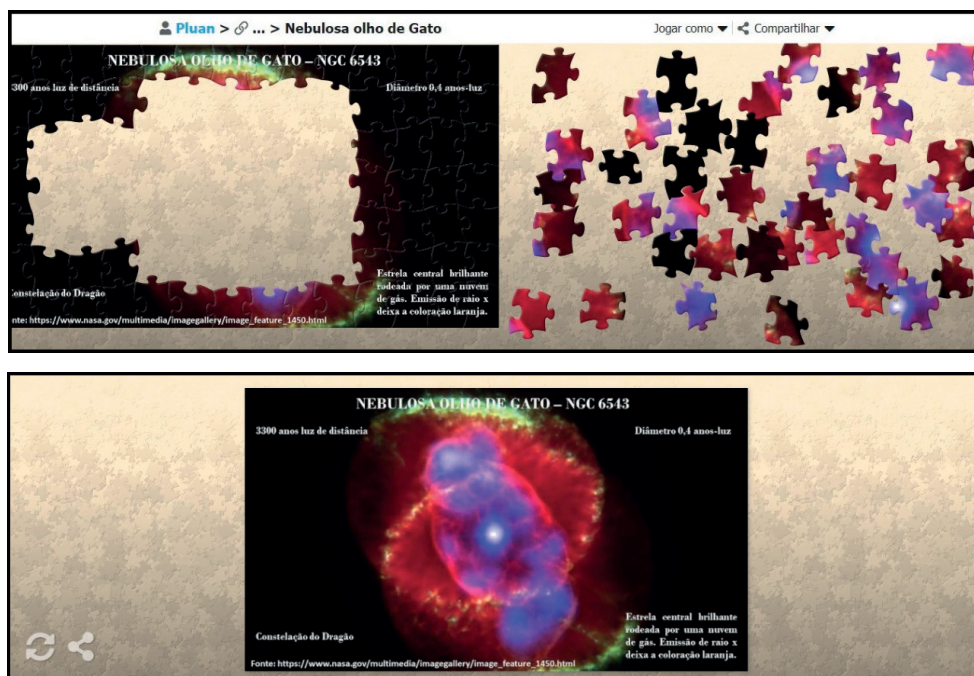 Pluan > ... > Nebulosa olho de Gato
Jogar como
Compartilhar
NEBULOSA OLHO DE GATO – NGC 6543
300 anos luz de distância
Diâmetro 0,4 anos-luz
Estrela central brilhante
rodeada por uma nuvem
de gás. Emissão de raio x
deixa a coloração laranja.
onstelação do Dragão
nte: https://www.nasa.gov/multimedia/imagegallery/image_feature_1450.html
NEBULOSA OLHO DE GATO – NGC 6543
3300 anos luz de distância
Diâmetro 0,4 anos-luz
Estrela central brilhante
rodeada por uma nuvem
de gás. Emissão de raio x
deixa a coloração laranja.
Constelação do Dragão
Fonte: https://www.nasa.gov/multimedia/imagegallery/image_feature_1450.html